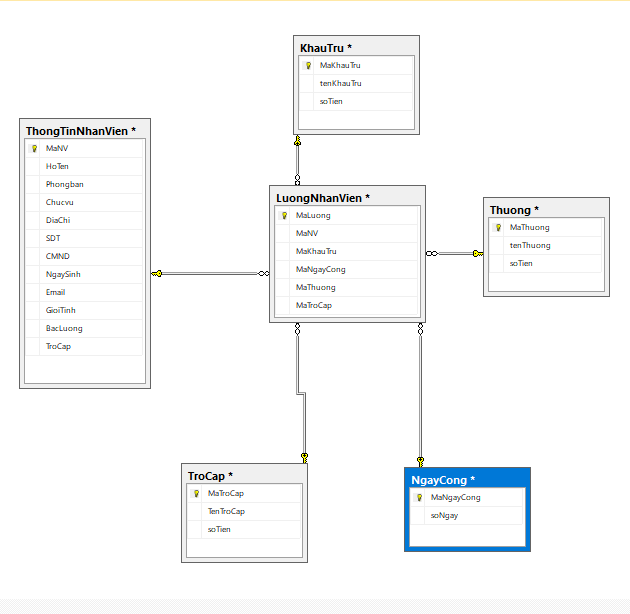 KhauTru *
MaKhauTru
tenKhauTru
soTien
ThongTinNhanVien *
MaNV
HoTen
Phongban
Chucvu
DiaChi
SDT
CMND
NgaySinh
Email
GioiTinh
BacLuong
TroCap
LuongNhanVien *
MaLuong
MaNV
MaKhauTru
MaNgayCong
MaThuong
MaTroCap
Thuong *
MaThuong
tenThuong
soTien
TroCap *
MaTroCap
TenTroCap
soTien
NgayCong *
MaNgayCong
soNgay